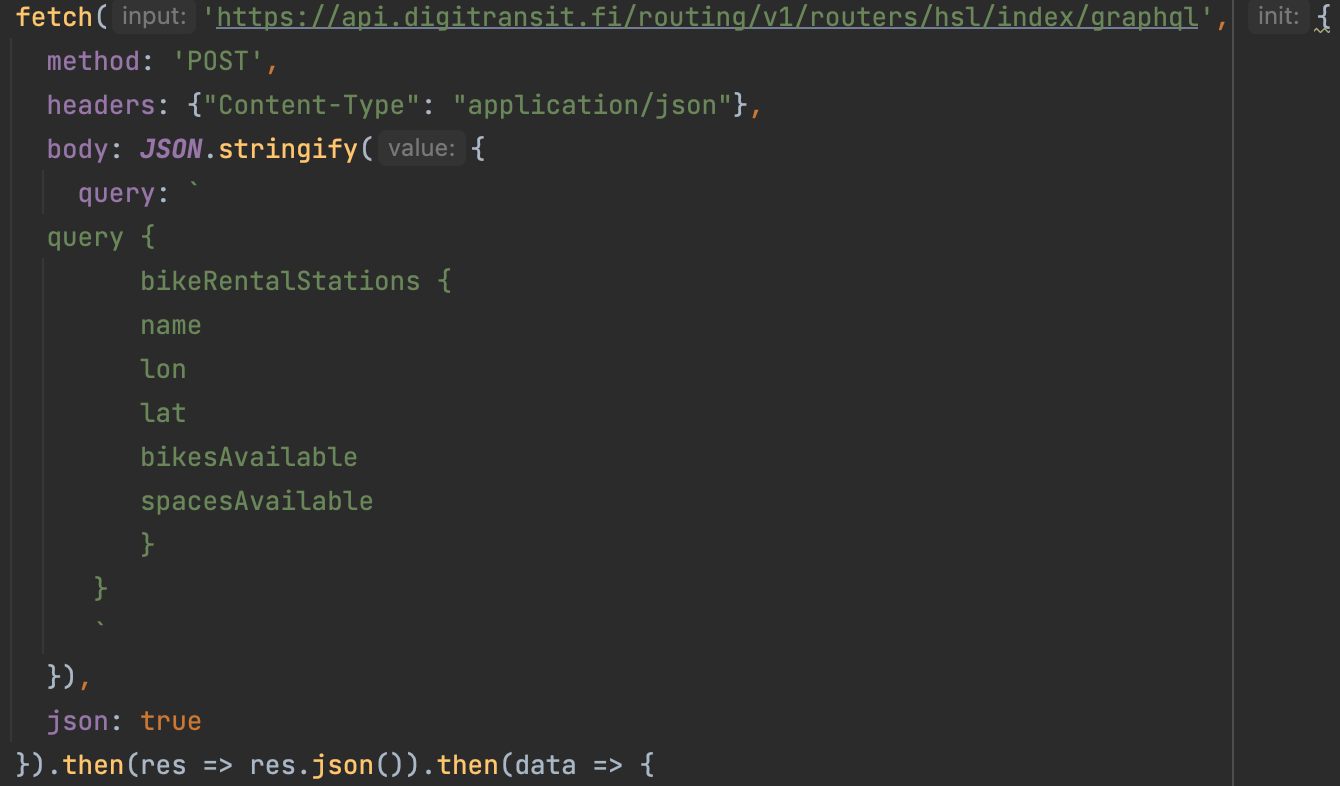 fetch( input: 'https://api.digitransit.fi/routing/v1/routers/hsl/index/graphql', init: {
  method: 'POST',
  headers: {"Content-Type": "application/json"},
  body: JSON.stringify( value: {
    query: `
  query {
        bikeRentalStations {
        name
        lon
        lat
        bikesAvailable
        spacesAvailable
        }
     }
     `
  }),
  json: true
}).then(res => res.json()).then(data => {